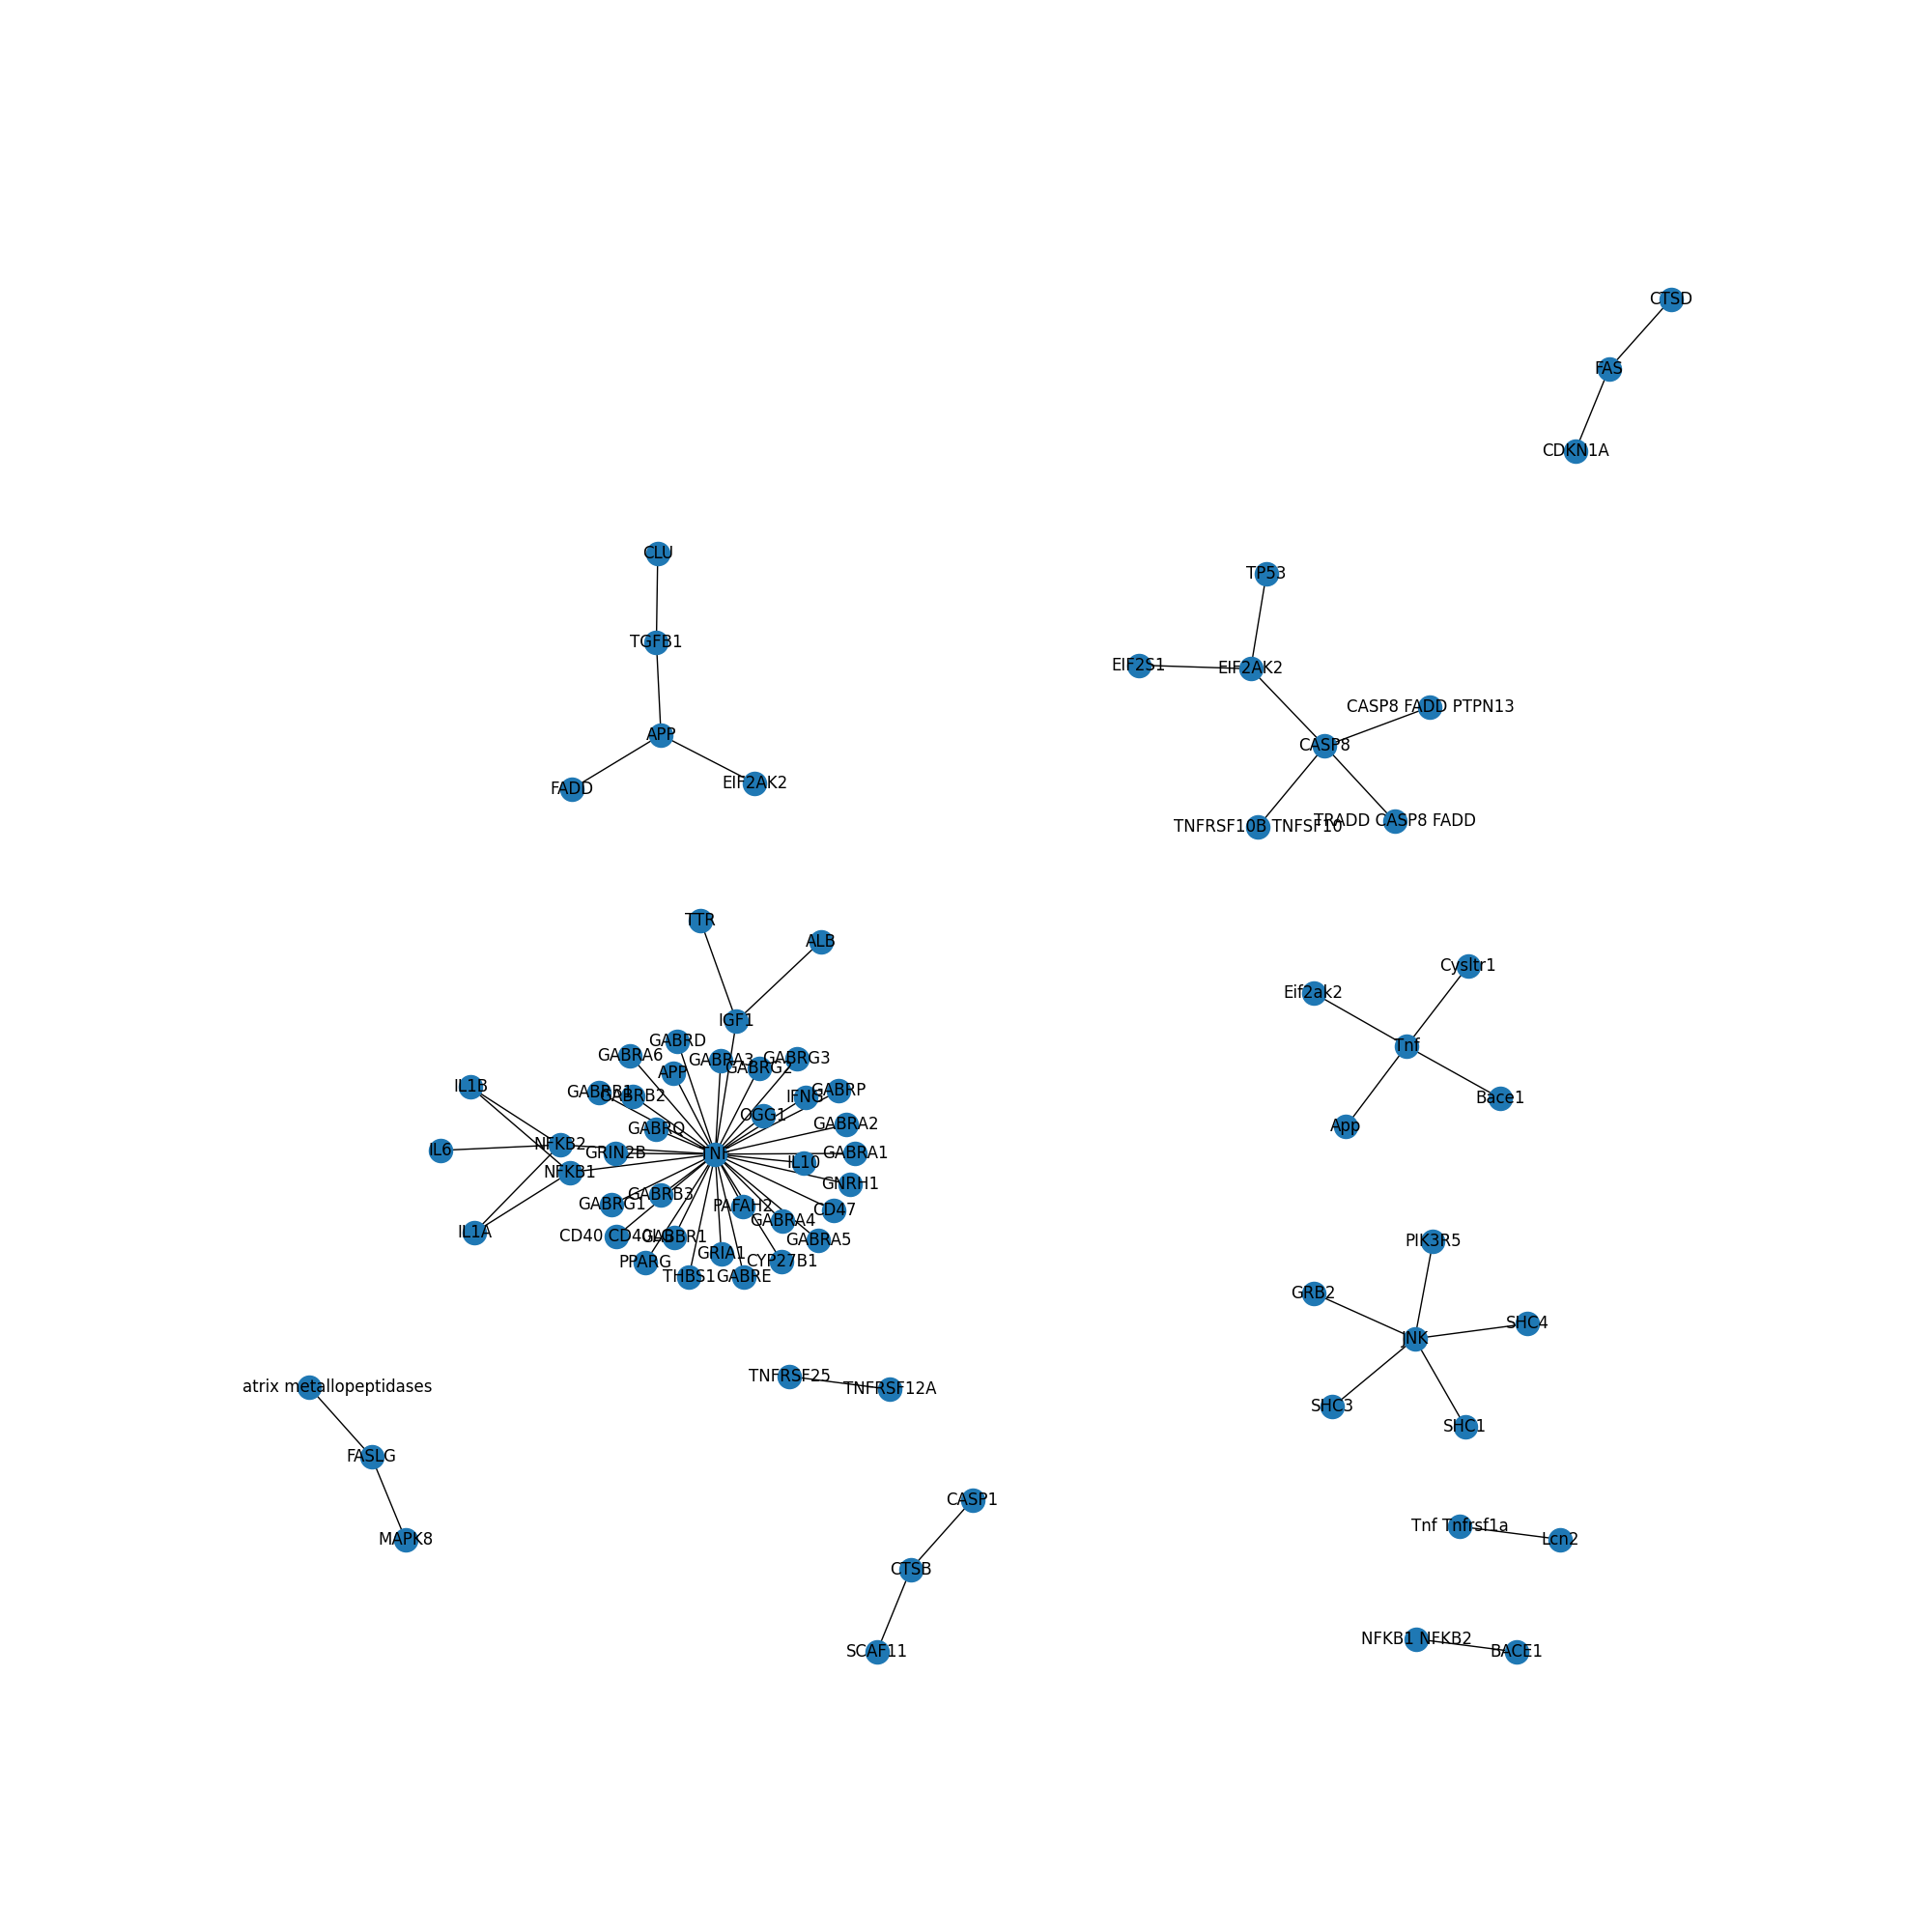 CTSD
FAS
CDKN1A
CLU
TP53
TGFB1
EIF2S1
EIF2AK2
CASP8 FADD PTPN13
APP
CASP8
FADD
EIF2AK2
TNFRSF10B TNFSF10
TRADD CASP8 FADD
TTR
ALB
Cysltr1
Eif2ak2
IGF1
GABRD
Tnf
GABRA6
GABRA3
GABRG3
GABRG2
APP
IL1B
GABRB2
IFNG
GABRP
Bace1
OGG1
GABRA2
App
GABRQ
NFKB2
IL6
GRIN2B
TNF
GABRA1
IL10
NFKB1
GNRH1
GABRB3
GABRG1
PAFAH2
CD47
GABRA4
IL1A
GABBR1
GABRA5
PIK3R5
GRIA1
PPARG
CYP27B1
THBS1
GABRE
GRB2
SHC4
JNK
TNFRSF25
TNFRSF12A
atrix metallopeptidases
SHC3
SHC1
FASLG
CASP1
Tnf Tnfrsf1a
Lcn2
MAPK8
CTSB
NFKB1 NFKB2
BACE1
SCAF11